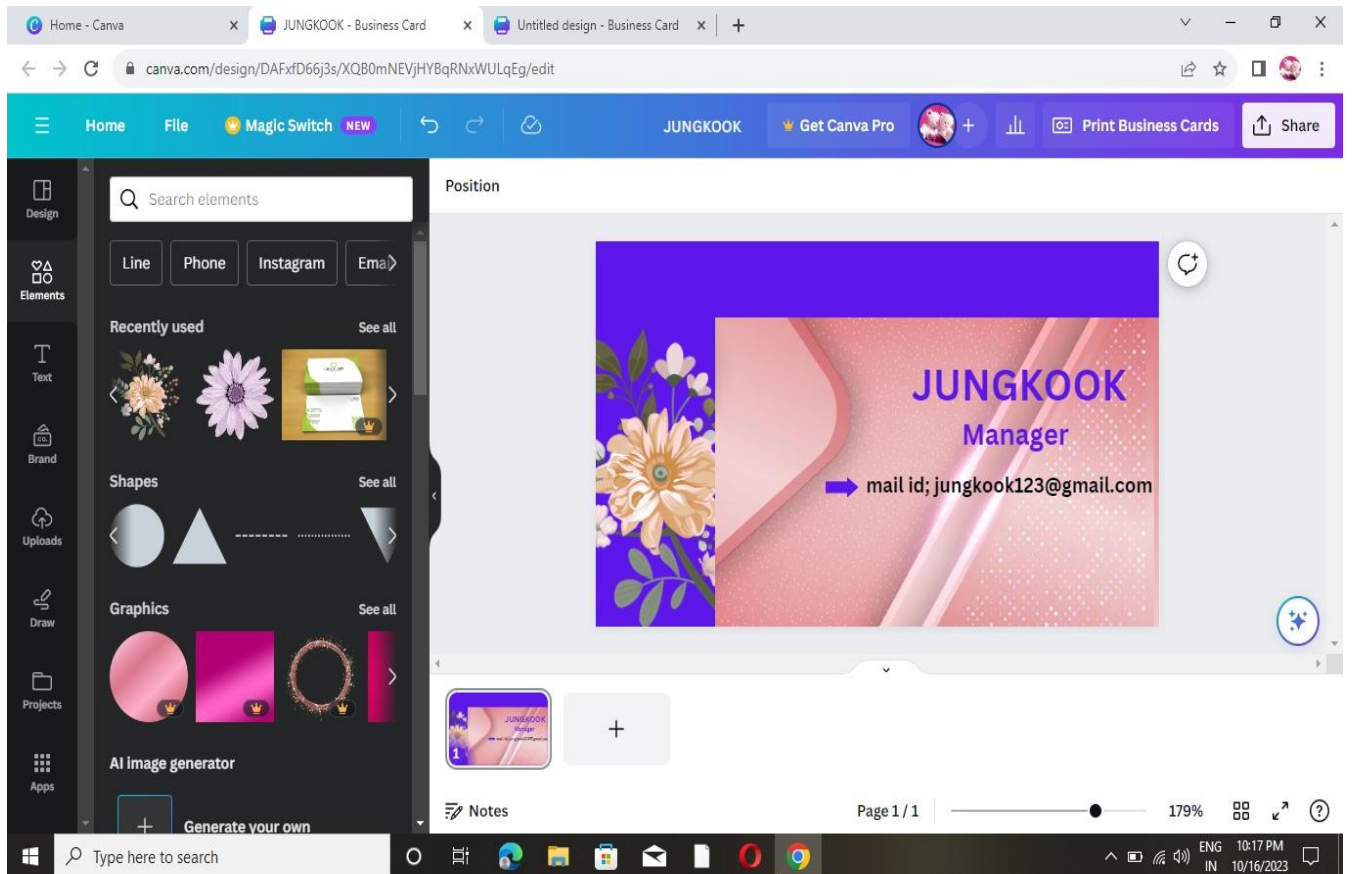 Home - Canva
JUNGKOOK - Business Card
Untitled design - Business Card
canva.com/design/DAFxfD66j3s/XQB0mNEVjHYBqRNxWULqEg/edit
Home File Magic Switch NEW JUNGKOOK Get Canva Pro Print Business Cards Share
Design
Elements
Text
Brand
Uploads
Draw
Projects
Apps
Search elements
Line Phone Instagram Emai
Recently used See all
Shapes See all
Graphics See all
AI image generator
Generate your own
Position
JUNGKOOK
Manager
mail id; jungkook123@gmail.com
JUNGKOOK
Manager
1
Notes Page 1 / 1 179%
Type here to search
ENG 10:17 PM
IN 10/16/2023